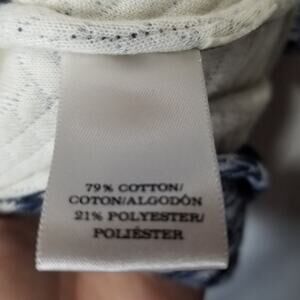 79% COTTON/
COTON/ALGODÓN
21% POLYESTER/
POLIÉSTER